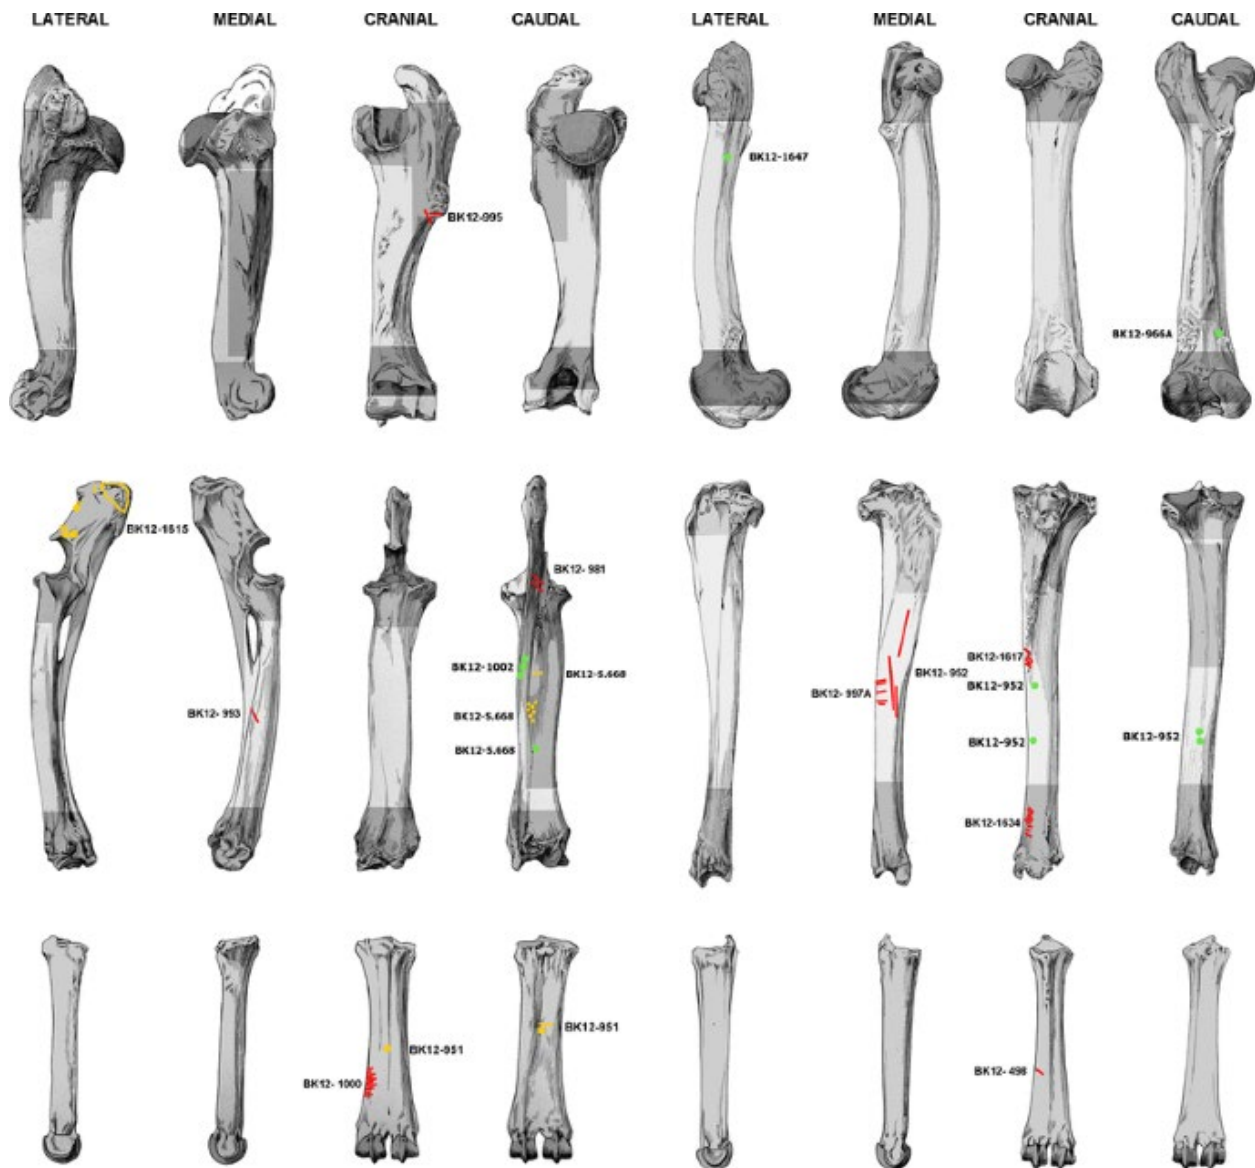 LATERAL MEDIAL CRANIAL CAUDAL LATERAL MEDIAL CRANIAL CAUDAL
BK12-1647
BK12-995
BK12-966A
BK12-1515
BK12- 981
BK12-1002
BK12-5.668
BK12- 993
BK12-5.668
BK12-5.668
BK12-1617
BK12- 952
BK12- 997A
BK12-952
BK12-952
BK12-952
BK12-1634
BK12-951
BK12-951
BK12- 1000
BK12- 498